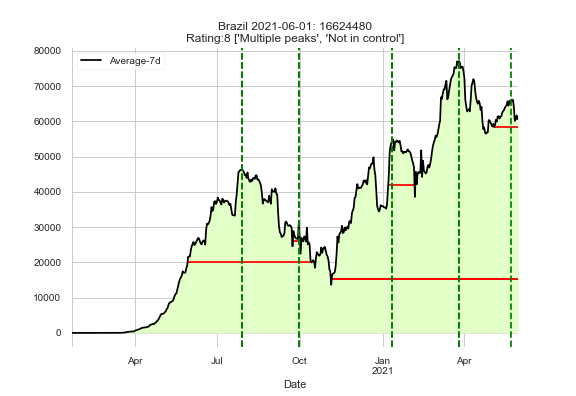 Brazil 2021-06-01: 16624480
Rating:8 ['Multiple peaks', 'Not in control']
80000
Average-7d
70000
60000
50000
40000
30000
20000
10000
0
Apr Jul Oct Jan Apr
2021
Date